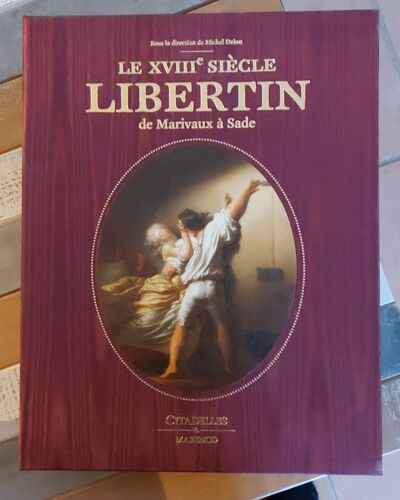 Sous la direction de Michel Delon
LE XVIIIe SIÈCLE
LIBERTIN
de Marivaux à Sade
CITADELLES
&
MAZENOD